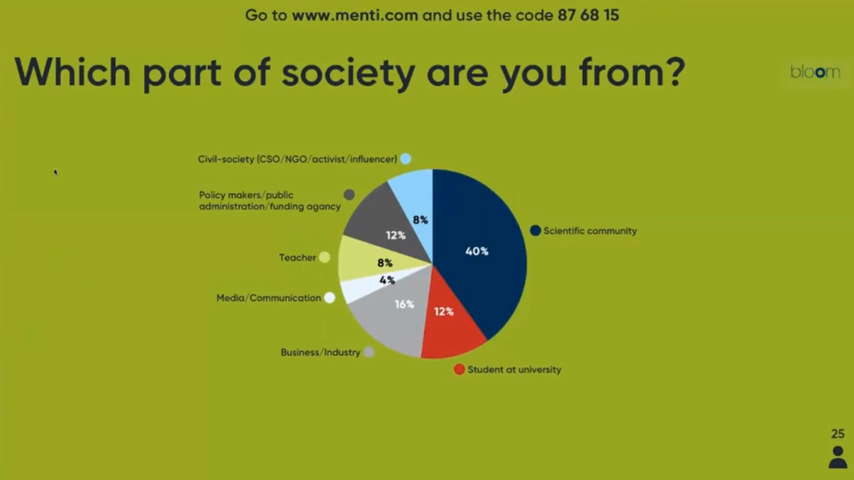 Go to www.menti.com and use the code 87 68 15
Which part of society are you from?
bloom
Civil-society (CSO/NGO/activist/influencer)
8%
Policy makers/public
administration/funding agancy
12%
Scientific community
40%
Teacher
8%
4%
Media/Communication
16%
12%
Business/Industry
Student at university
25